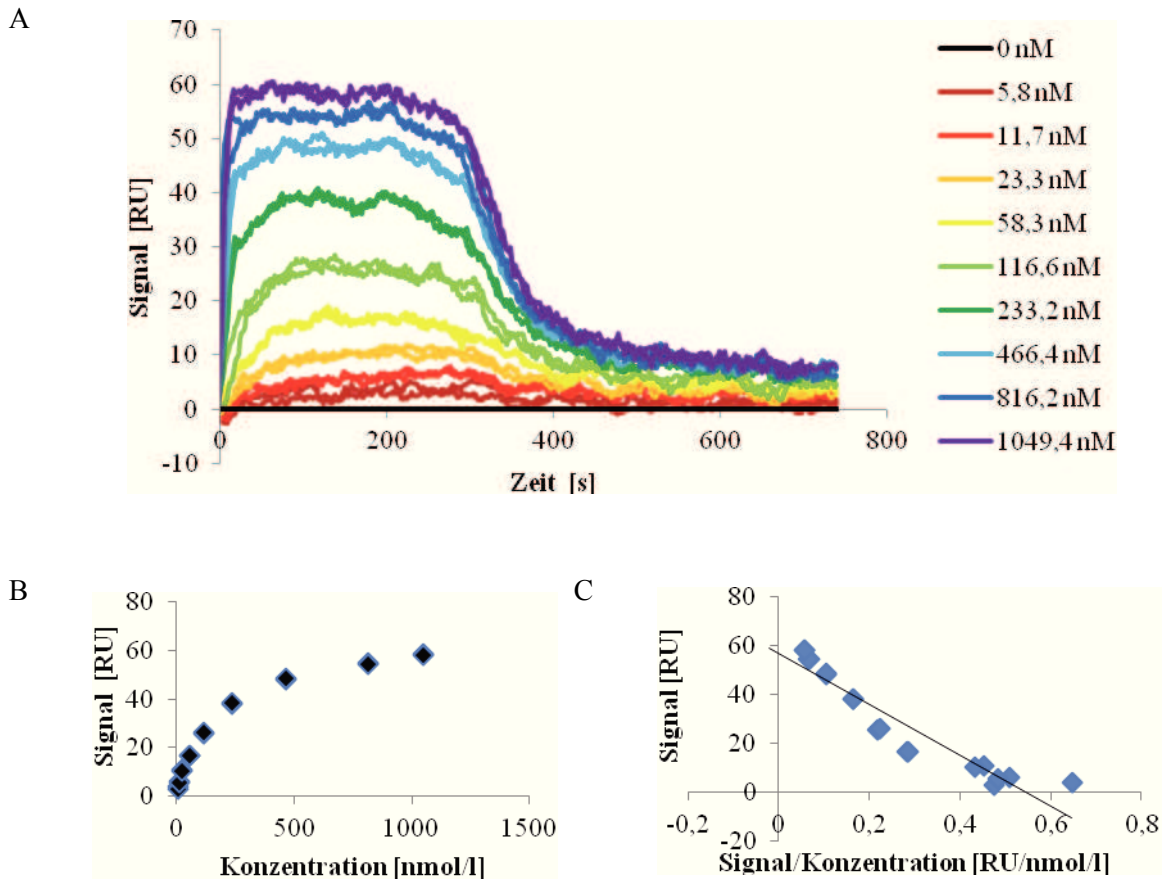 A
70
60
50
40
30
20
10
0
-10
Signal [RU]
0
200
400
600
800
Zeit [s]
0 nM
5,8 nM
11,7 nM
23,3 nM
58,3 nM
116,6 nM
233,2 nM
466,4 nM
816,2 nM
1049,4 nM
B
80
60
40
20
0
Signal [RU]
0
500
1000
1500
Konzentration [nmol/l]
C
80
60
40
20
0
-20
Signal [RU]
-0,2
0
0,2
0,4
0,6
0,8
Signal/Konzentration [RU/nmol/l]